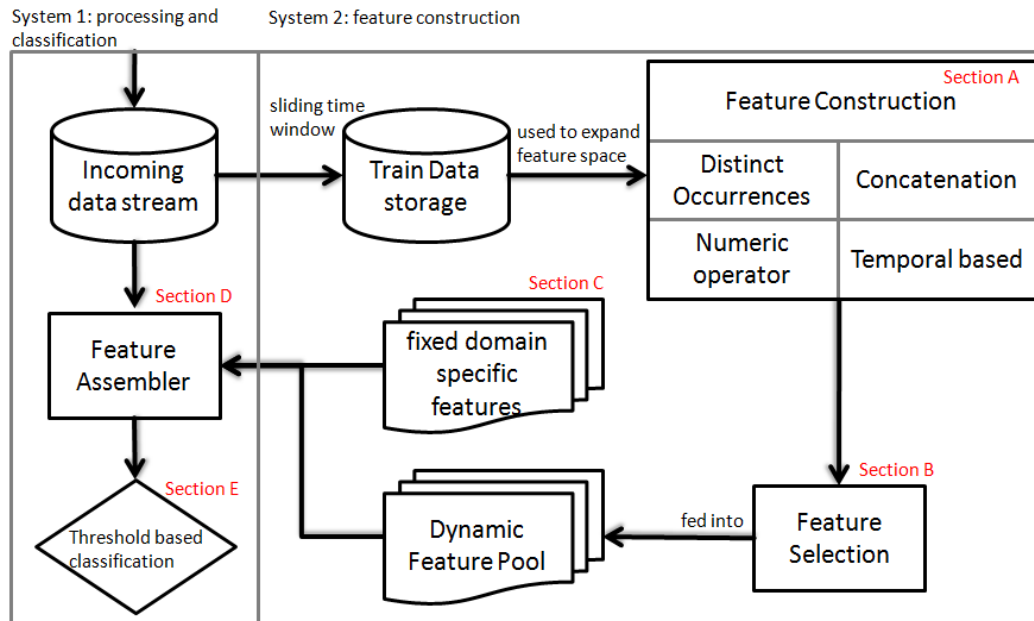 System 1: processing and
classification
System 2: feature construction
Section A
Feature Construction
sliding time
window
used to expand
feature space
Incoming
data stream
Train Data
storage
Distinct
Occurrences
Concatenation
Numeric
operator
Temporal based
Section D
Section C
Feature
Assembler
fixed domain
specific
features
Section B
Section E
Threshold based
classification
Dynamic
Feature Pool
fed into
Feature
Selection